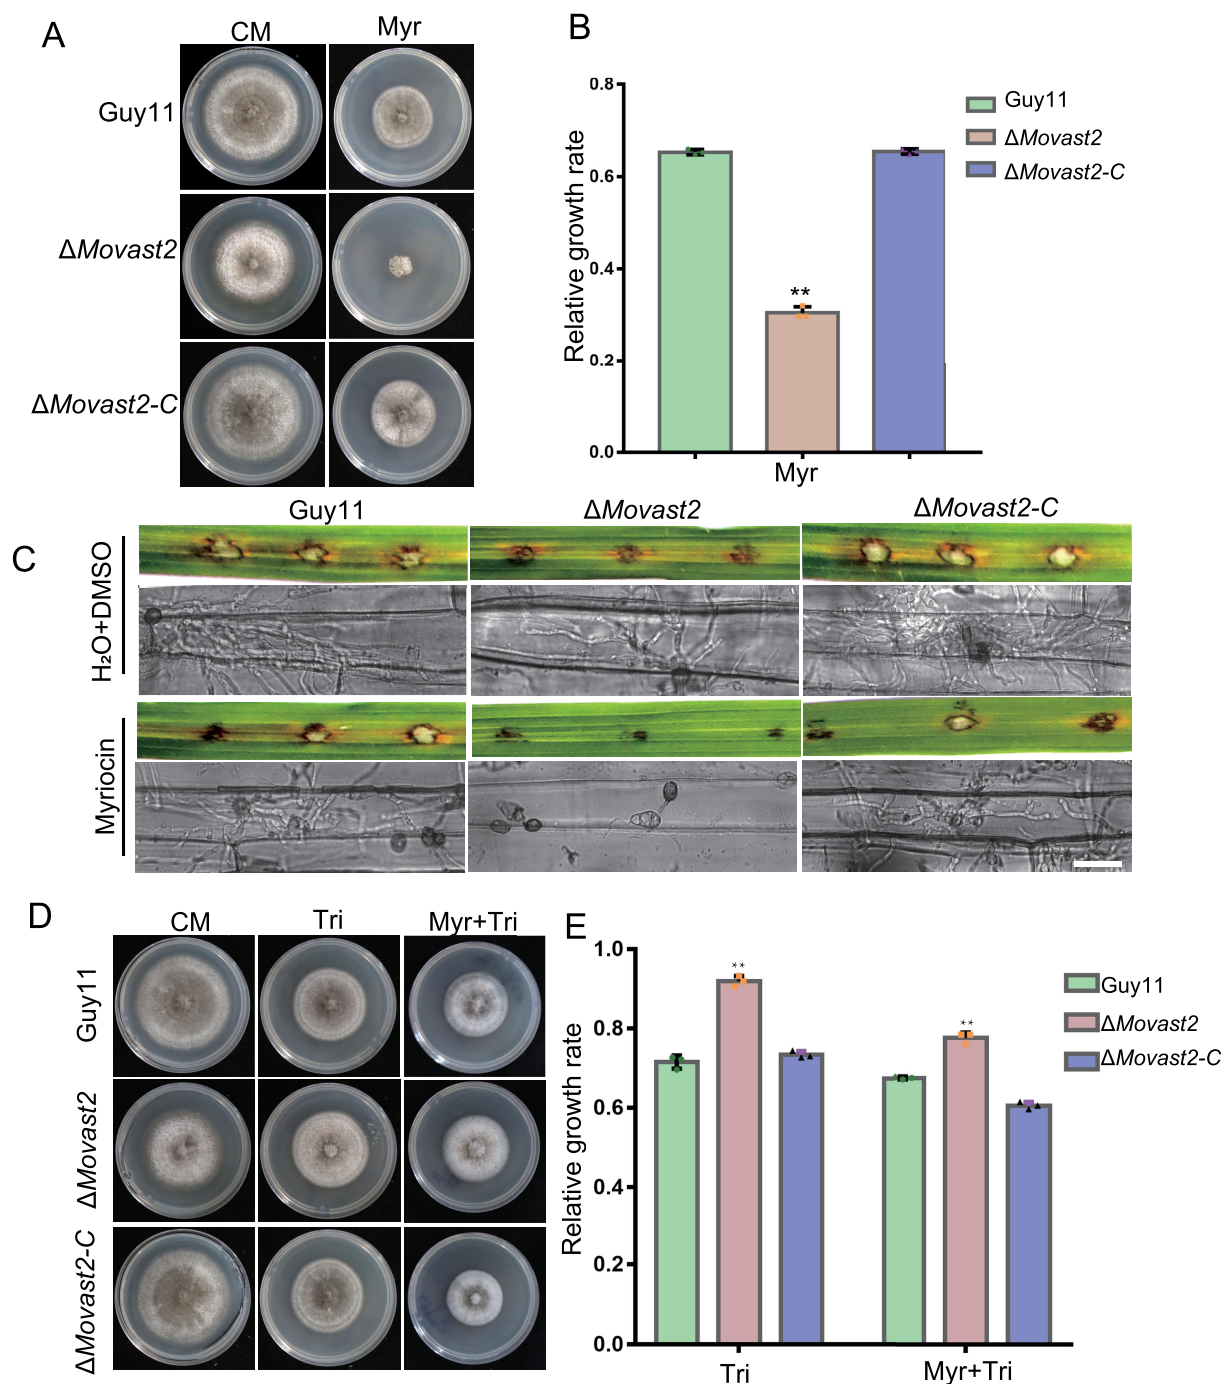 A
CM
Myr
Guy11
ΔMovast2
ΔMovast2-C
B
Relative growth rate
0.8
0.6
0.4
0.2
0.0
**
Myr
Guy11
ΔMovast2
ΔMovast2-C
C
Guy11
ΔMovast2
ΔMovast2-C
H₂O+DMSO
Myriocin
D
CM
Tri
Myr+Tri
Guy11
ΔMovast2
ΔMovast2-C
E
Relative growth rate
1.0
0.8
0.6
0.4
0.2
0.0
**
**
Tri
Myr+Tri
Guy11
ΔMovast2
ΔMovast2-C